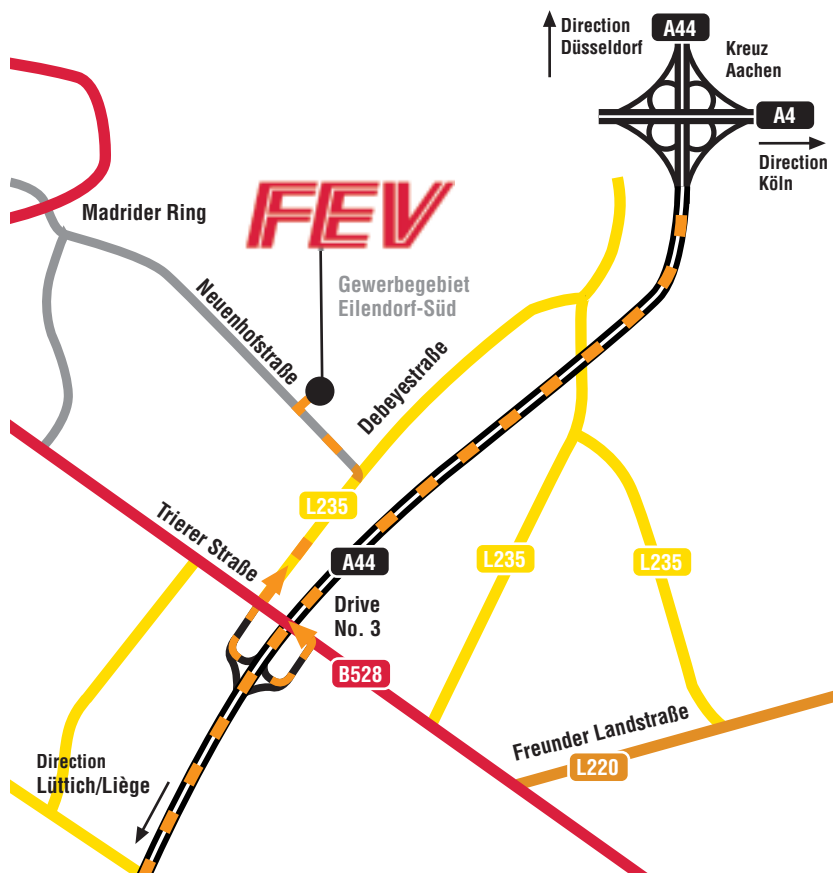 Direction
Düsseldorf
A44
Kreuz
Aachen
A4
Direction
Köln
Madrider Ring
FEV
Gewerbegebiet
Eilendorf-Süd
Neuenhofstraße
Debeyestraße
L235
Trierer Straße
A44
L235
L235
Drive
No. 3
B528
Freunder Landstraße
L220
Direction
Lüttich/Liège